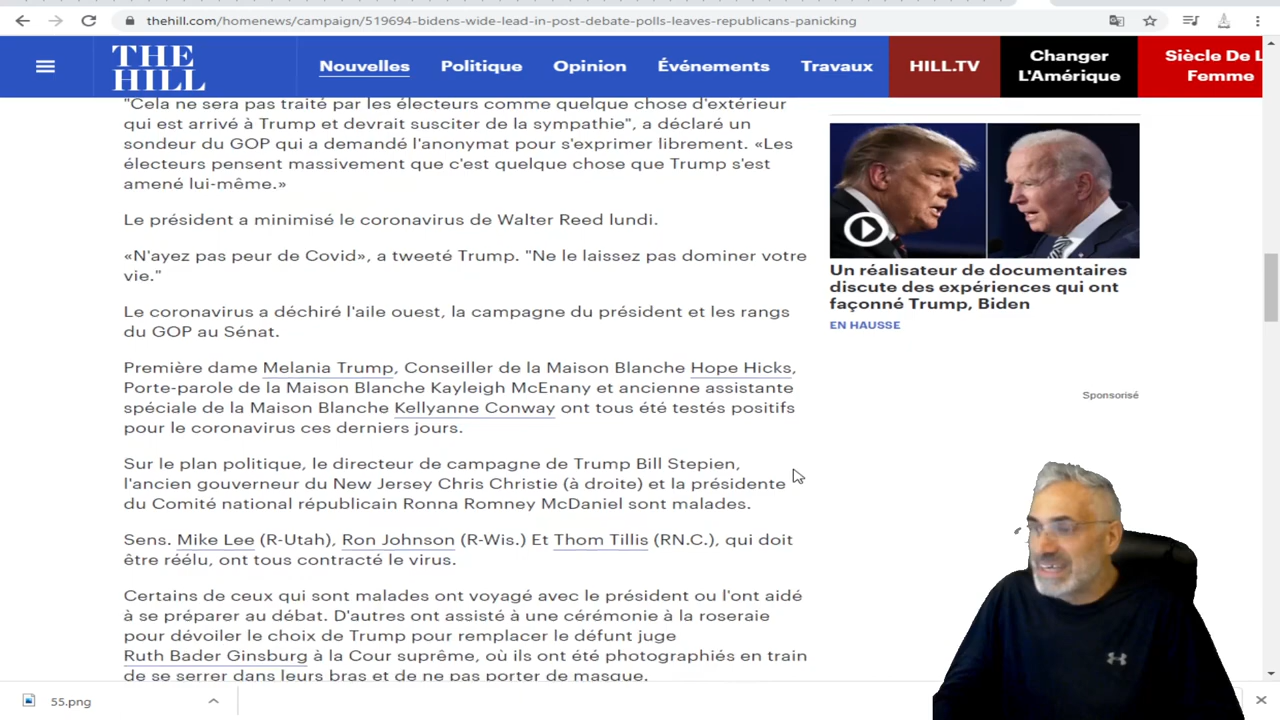 thehill.com/homenews/campaign/519694-bidens-wide-lead-in-post-debate-polls-leaves-republicans-panicking
THE
HILL
Nouvelles
Politique
Opinion
Événements
Travaux
HILL.TV
Changer
L'Amérique
Siècle De L
Femme
"Cela ne sera pas traité par les électeurs comme quelque chose d'extérieur
qui est arrivé à Trump et devrait susciter de la sympathie", a déclaré un
sondeur du GOP qui a demandé l'anonymat pour s'exprimer librement. «Les
électeurs pensent massivement que c'est quelque chose que Trump s'est
amené lui-même.»
Le président a minimisé le coronavirus de Walter Reed lundi.
«N'ayez pas peur de Covid», a tweeté Trump. "Ne le laissez pas dominer votre
vie."
Le coronavirus a déchiré l'aile ouest, la campagne du président et les rangs
du GOP au Sénat.
Première dame Melania Trump, Conseiller de la Maison Blanche Hope Hicks,
Porte-parole de la Maison Blanche Kayleigh McEnany et ancienne assistante
spéciale de la Maison Blanche Kellyanne Conway ont tous été testés positifs
pour le coronavirus ces derniers jours.
Sur le plan politique, le directeur de campagne de Trump Bill Stepien,
l'ancien gouverneur du New Jersey Chris Christie (à droite) et la présidente
du Comité national républicain Ronna Romney McDaniel sont malades.
Sens. Mike Lee (R-Utah), Ron Johnson (R-Wis.) Et Thom Tillis (RN.C.), qui doit
être réélu, ont tous contracté le virus.
Certains de ceux qui sont malades ont voyagé avec le président ou l'ont aidé
à se préparer au débat. D'autres ont assisté à une cérémonie à la roseraie
pour dévoiler le choix de Trump pour remplacer le défunt juge
Ruth Bader Ginsburg à la Cour suprême, où ils ont été photographiés en train
de se serrer dans leurs bras et de ne pas porter de masque.
Un réalisateur de documentaires
discute des expériences qui ont
façonné Trump, Biden
EN HAUSSE
Sponsorisé
55.png